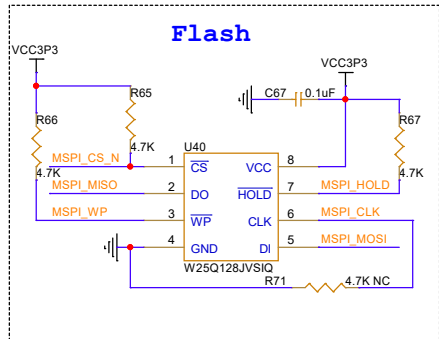 Flash
VCC3P3
VCC3P3
C67
0.1uF
R65
R66
R67
4.7K
U40
MSPI_CS_N
1
CS
VCC
8
4.7K
4.7K
MSPI_MISO
2
DO
HOLD
7
MSPI_HOLD
MSPI_WP
3
WP
CLK
6
MSPI_CLK
4
GND
DI
5
MSPI_MOSI
W25Q128JVSIQ
R71
4.7K NC